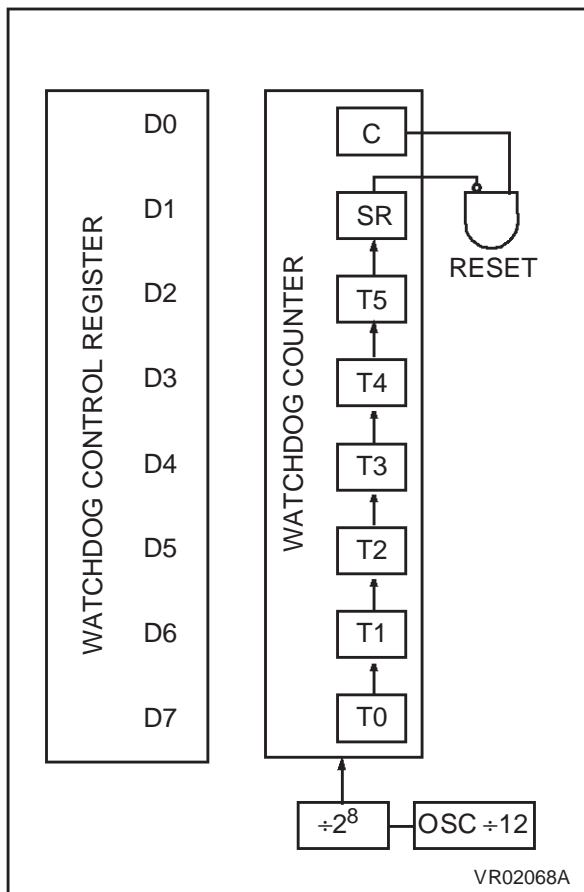 WATCHDOG CONTROL REGISTER
D0
D1
D2
D3
D4
D5
D6
D7
WATCHDOG COUNTER
C
SR
T5
T4
T3
T2
T1
T0
RESET
÷2⁸
OSC ÷12
VR02068A